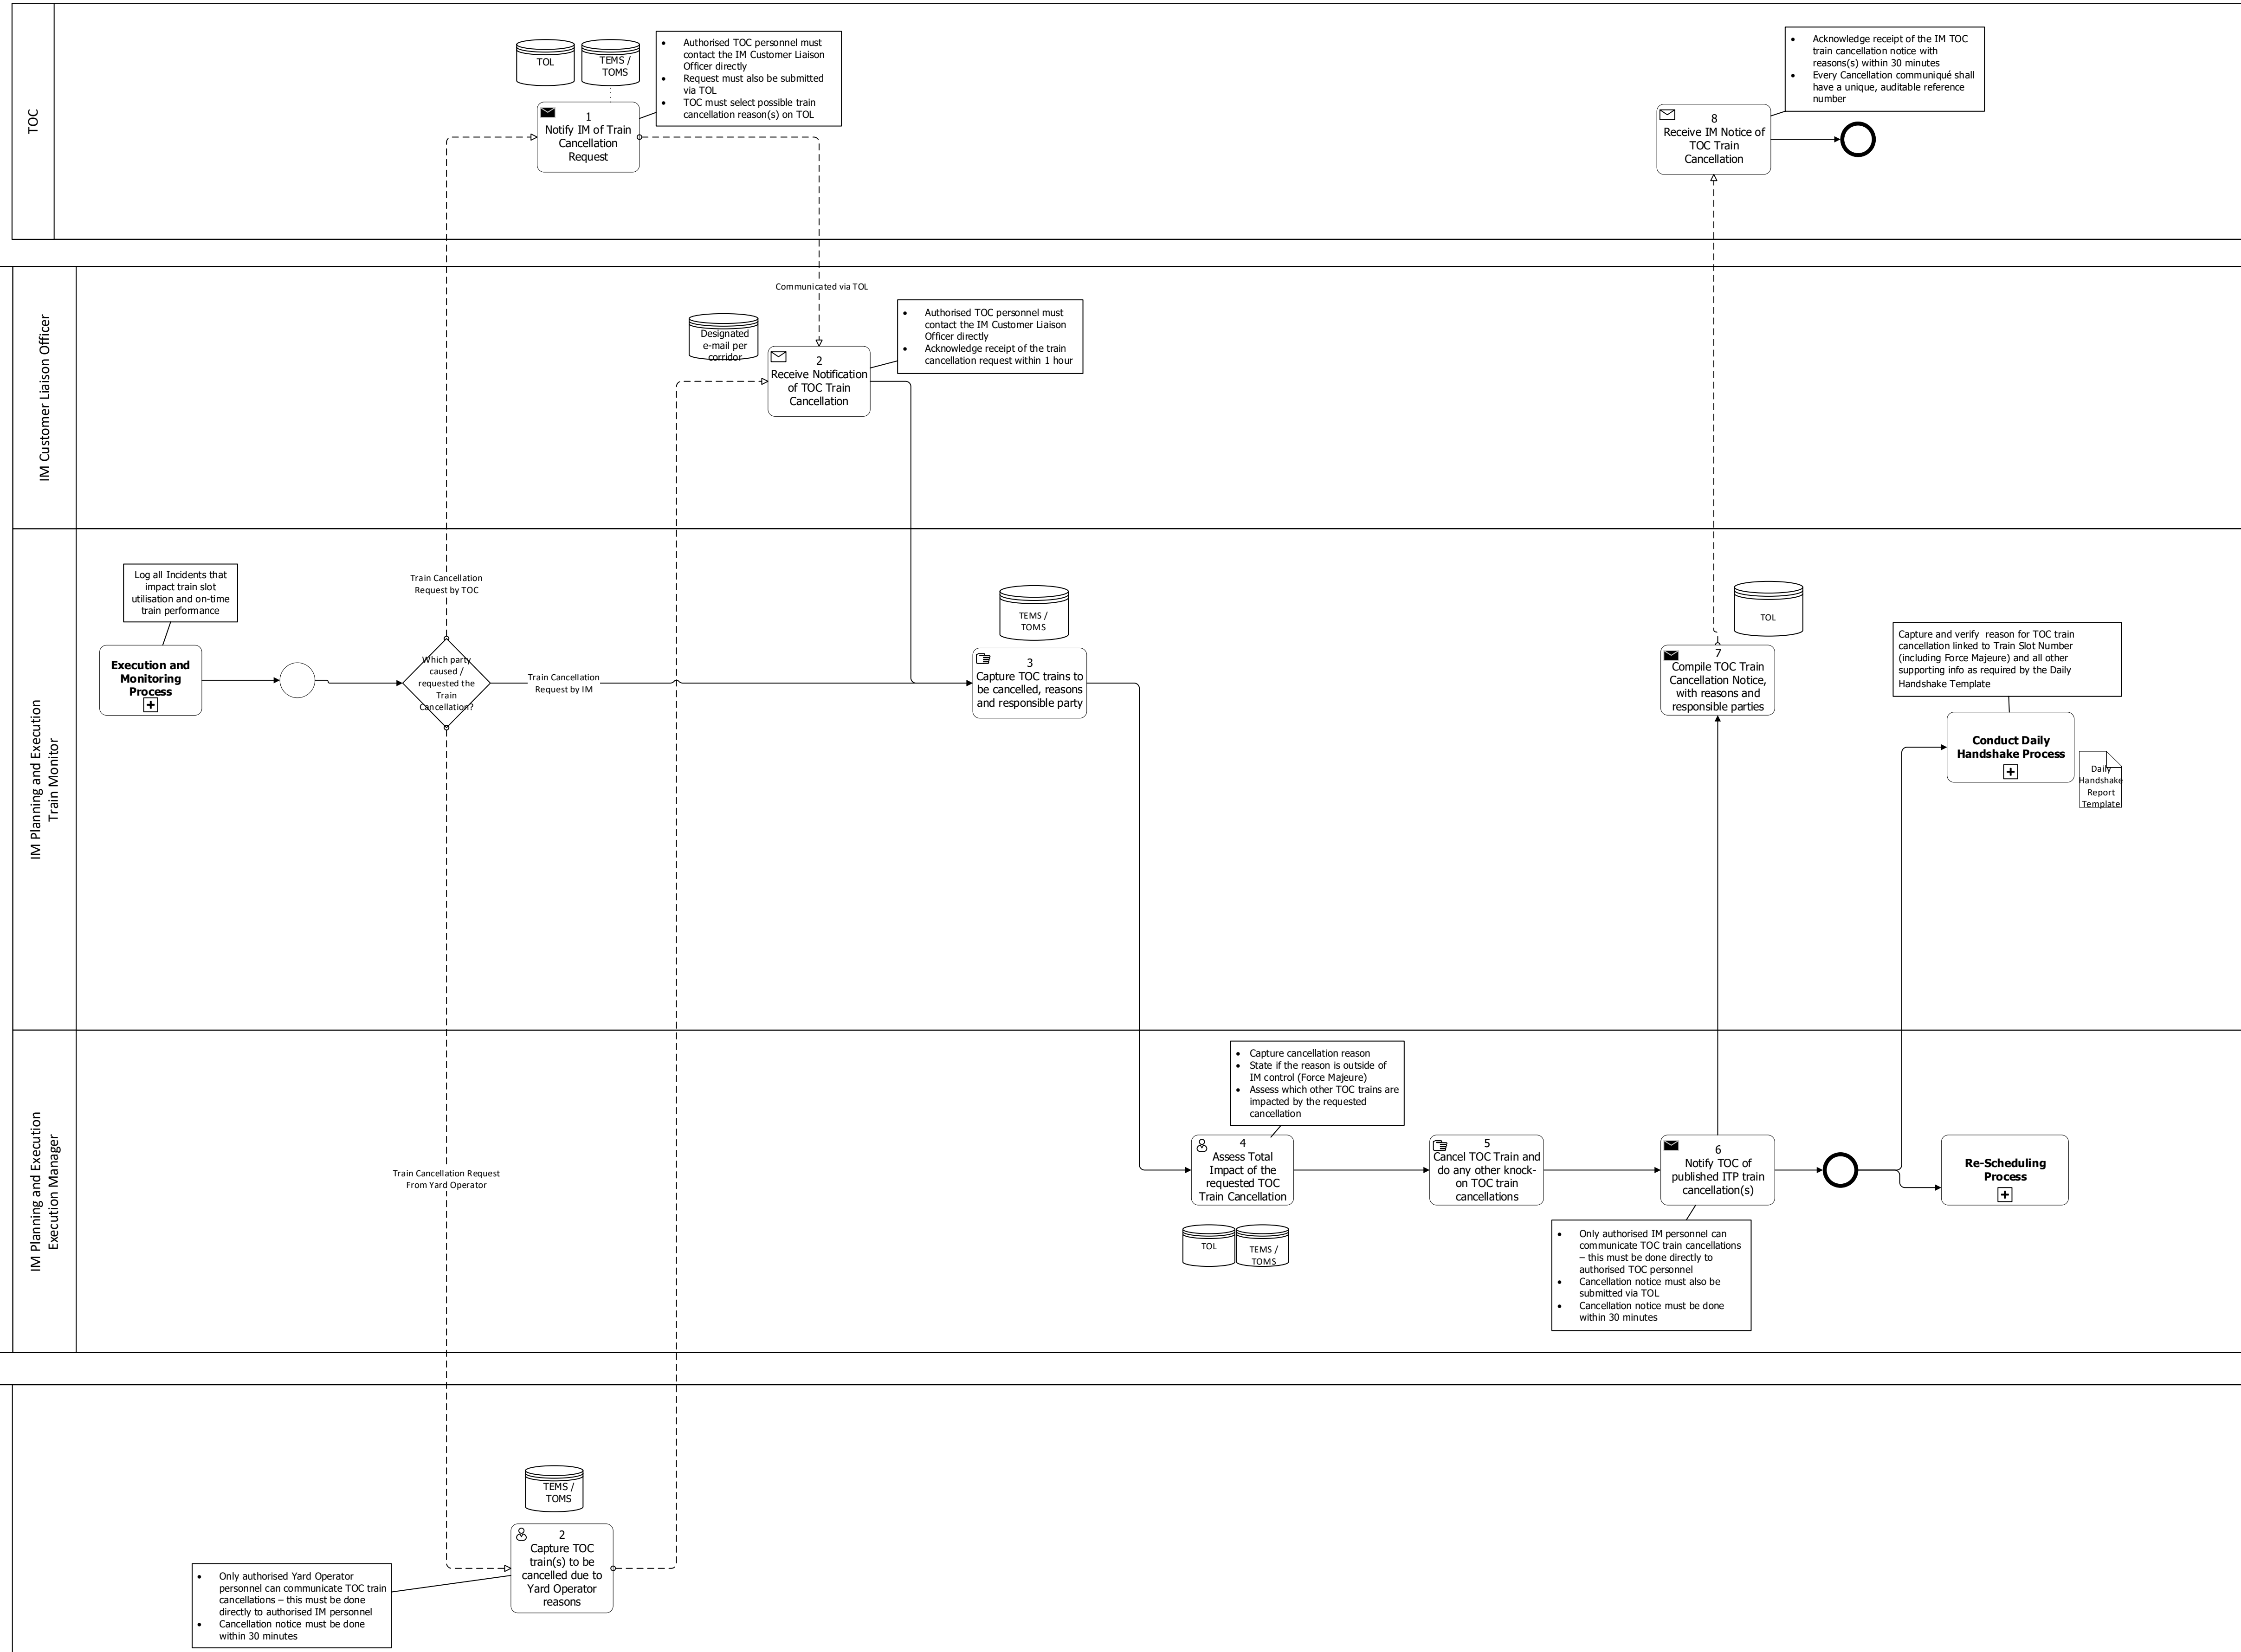 TOC
TOL
TEMS /
TOMS
• Authorised TOC personnel must
contact the IM Customer Liaison
Officer directly
• Request must also be submitted
via TOL
• TOC must select possible train
cancellation reason(s) on TOL
1
Notify IM of Train
Cancellation
Request
• Acknowledge receipt of the IM TOC
train cancellation notice with
reasons(s) within 30 minutes
• Every Cancellation communiqué shall
have a unique, auditable reference
number
8
Receive IM Notice of
TOC Train
Cancellation
IM Customer Liaison Officer
Communicated via TOL
Designated
e-mail per
corridor
2
Receive Notification
of TOC Train
Cancellation
• Authorised TOC personnel must
contact the IM Customer Liaison
Officer directly
• Acknowledge receipt of the train
cancellation request within 1 hour
IM Planning and Execution
Train Monitor
Log all Incidents that
impact train slot
utilisation and on-time
train performance
Execution and
Monitoring
Process
Train Cancellation
Request by TOC
Which party
caused /
requested the
Train
Cancellation?
Train Cancellation
Request by IM
TEMS /
TOMS
3
Capture TOC trains to
be cancelled, reasons
and responsible party
TOL
7
Compile TOC Train
Cancellation Notice,
with reasons and
responsible parties
Capture and verify reason for TOC train
cancellation linked to Train Slot Number
(including Force Majeure) and all other
supporting info as required by the Daily
Handshake Template
Conduct Daily
Handshake Process
Daily
Handshake
Report
Template
IM Planning and Execution
Execution Manager
Train Cancellation Request
From Yard Operator
• Capture cancellation reason
• State if the reason is outside of
IM control (Force Majeure)
• Assess which other TOC trains are
impacted by the requested
cancellation
4
Assess Total
Impact of the
requested TOC
Train Cancellation
TOL
TEMS /
TOMS
5
Cancel TOC Train and
do any other knock-
on TOC train
cancellations
6
Notify TOC of
published ITP train
cancellation(s)
• Only authorised IM personnel can
communicate TOC train cancellations
– this must be done directly to
authorised TOC personnel
• Cancellation notice must also be
submitted via TOL
• Cancellation notice must be done
within 30 minutes
Re-Scheduling
Process
TEMS /
TOMS
2
Capture TOC
train(s) to be
cancelled due to
Yard Operator
reasons
• Only authorised Yard Operator
personnel can communicate TOC train
cancellations – this must be done
directly to authorised IM personnel
• Cancellation notice must be done
within 30 minutes